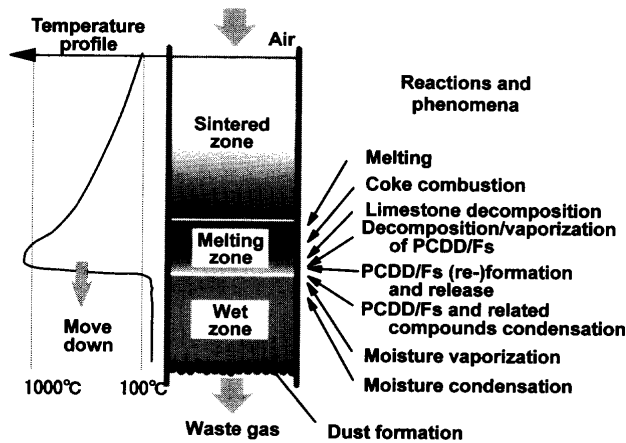 Temperature
profile
Air
Reactions and
phenomena
Sintered
zone
Melting
Coke combustion
Limestone decomposition
Decomposition/vaporization
of PCDD/Fs
Melting
zone
PCDD/Fs (re-)formation
and release
PCDD/Fs and related
compounds condensation
Wet
zone
Move
down
Moisture vaporization
Moisture condensation
1000℃
100℃
Waste gas
Dust formation